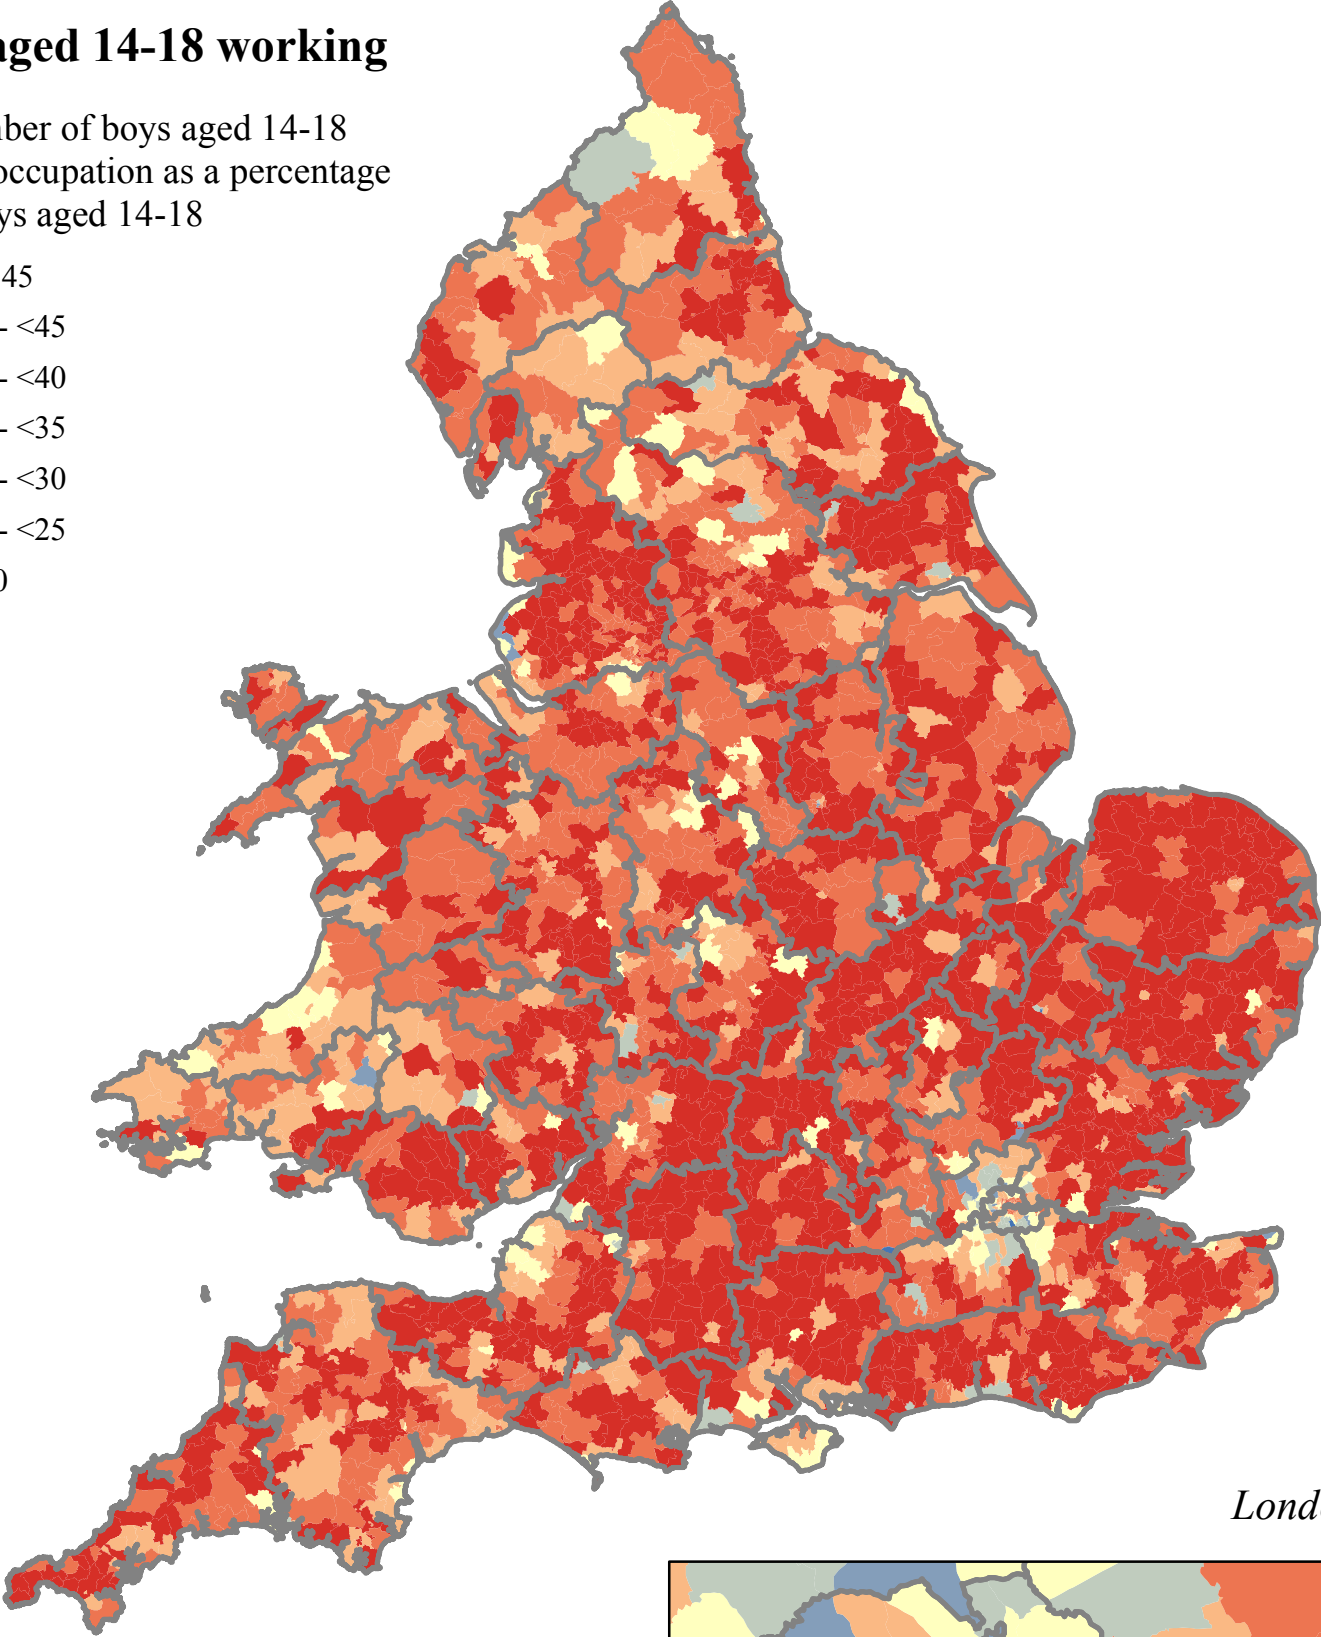 aged 14-18 working
ber of boys aged 14-18
occupation as a percentage
ys aged 14-18
45
- <45
- <40
- <35
- <30
- <25
0
Lond